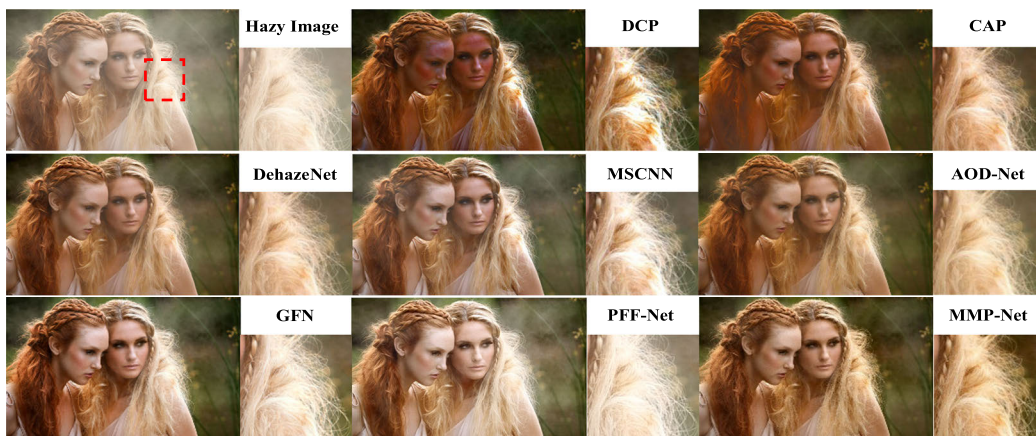 Hazy Image
DCP
CAP
DehazeNet
MSCNN
AOD-Net
GFN
PFF-Net
MMP-Net